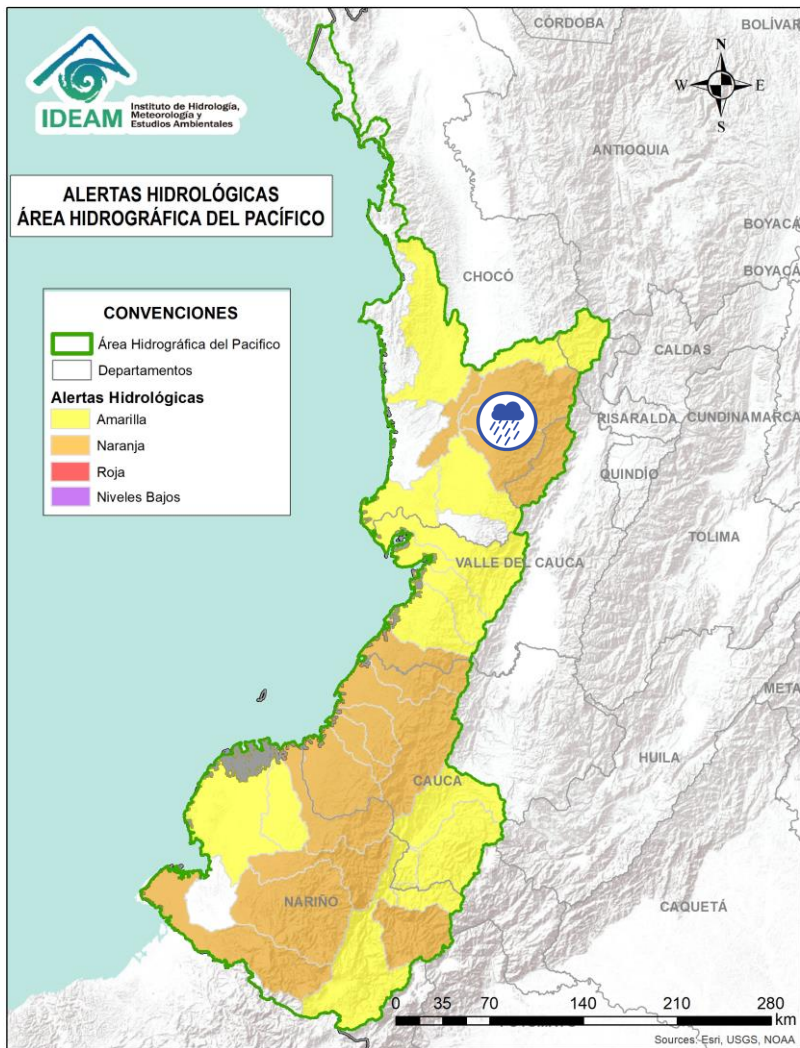 CÓRDOBA
BOLÍVAR
N
W
E
S
IDEAM
Instituto de Hidrología,
Meteorología y
Estudios Ambientales
ANTIOQUIA
ALERTAS HIDROLÓGICAS
ÁREA HIDROGRÁFICA DEL PACÍFICO
BOYACÁ
BOYACÁ
CHOCÓ
CONVENCIONES
Área Hidrográfica del Pacifico
Departamentos
Alertas Hidrológicas
Amarilla
Naranja
Roja
Niveles Bajos
CALDAS
RISARALDA
CUNDINAMARCA
QUINDÍO
TOLIMA
VALLE DEL CAUCA
META
HUILA
CAUCA
NARIÑO
CAQUETÁ
0 35 70 140 210 280
km
Sources: Esri, USGS, NOAA